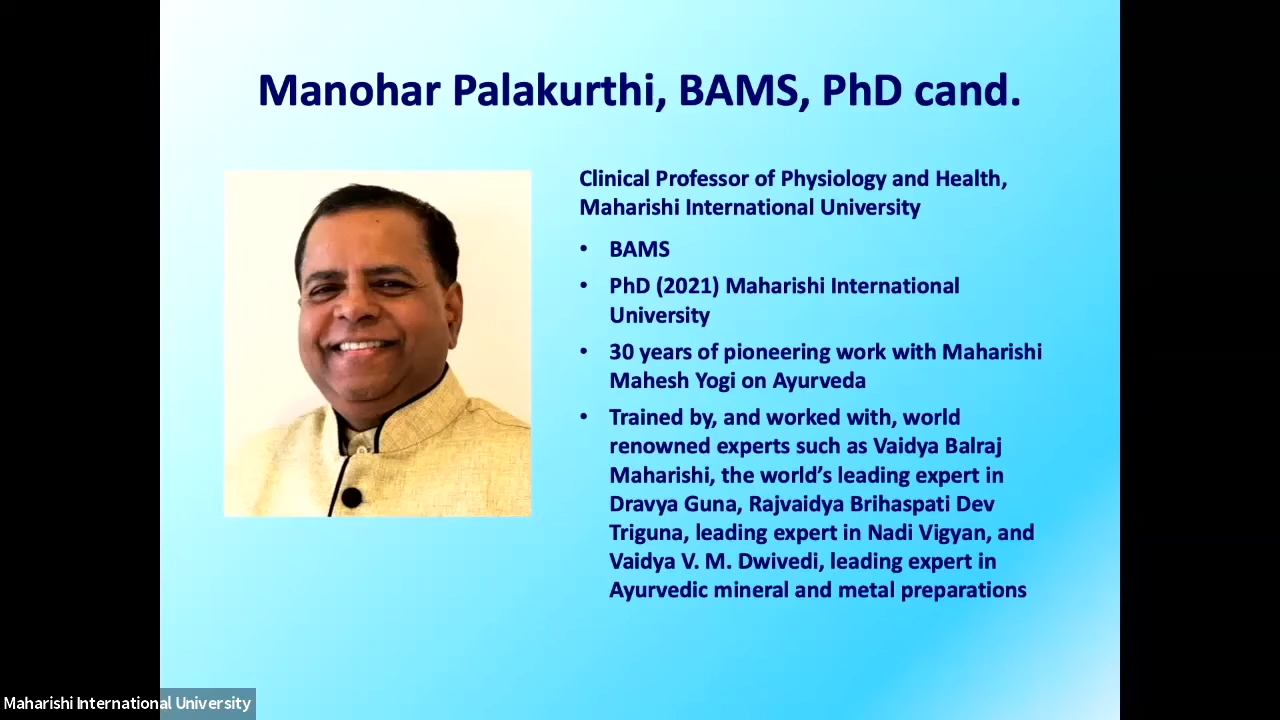 Manohar Palakurthi, BAMS, PhD cand.
Clinical Professor of Physiology and Health,
Maharishi International University
• BAMS
• PhD (2021) Maharishi International
University
• 30 years of pioneering work with Maharishi
Mahesh Yogi on Ayurveda
• Trained by, and worked with, world
renowned experts such as Vaidya Balraj
Maharishi, the world’s leading expert in
Dravya Guna, Rajvaidya Brihaspati Dev
Triguna, leading expert in Nadi Vigyan, and
Vaidya V. M. Dwivedi, leading expert in
Ayurvedic mineral and metal preparations
Maharishi International University